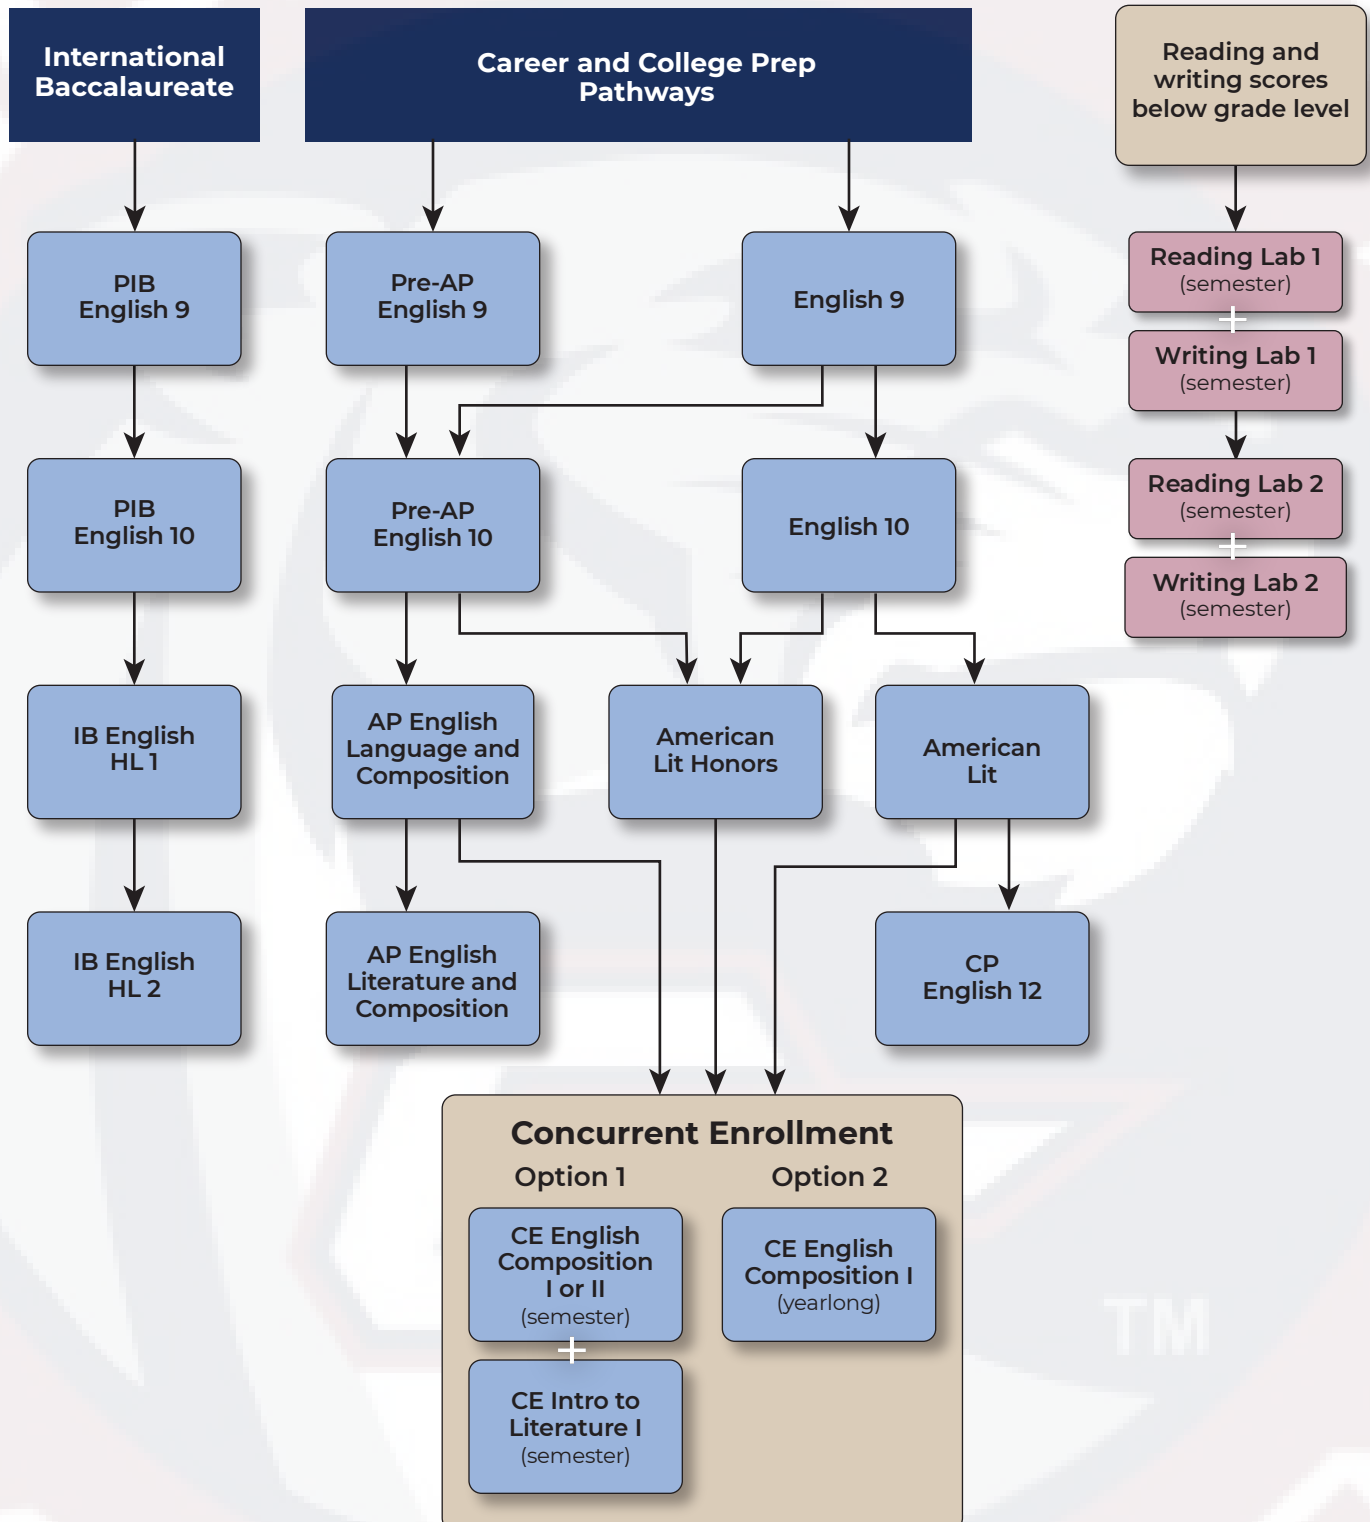 International
Baccalaureate
Career and College Prep
Pathways
Reading and
writing scores
below grade level
PIB
English 9
Pre-AP
English 9
English 9
Reading Lab 1
(semester)
+
Writing Lab 1
(semester)
PIB
English 10
Pre-AP
English 10
English 10
Reading Lab 2
(semester)
+
Writing Lab 2
(semester)
IB English
HL 1
AP English
Language and
Composition
American
Lit Honors
American
Lit
IB English
HL 2
AP English
Literature and
Composition
CP
English 12
Concurrent Enrollment
Option 1
CE English
Composition
I or II
(semester)
+
CE Intro to
Literature I
(semester)
Option 2
CE English
Composition I
(yearlong)
TM